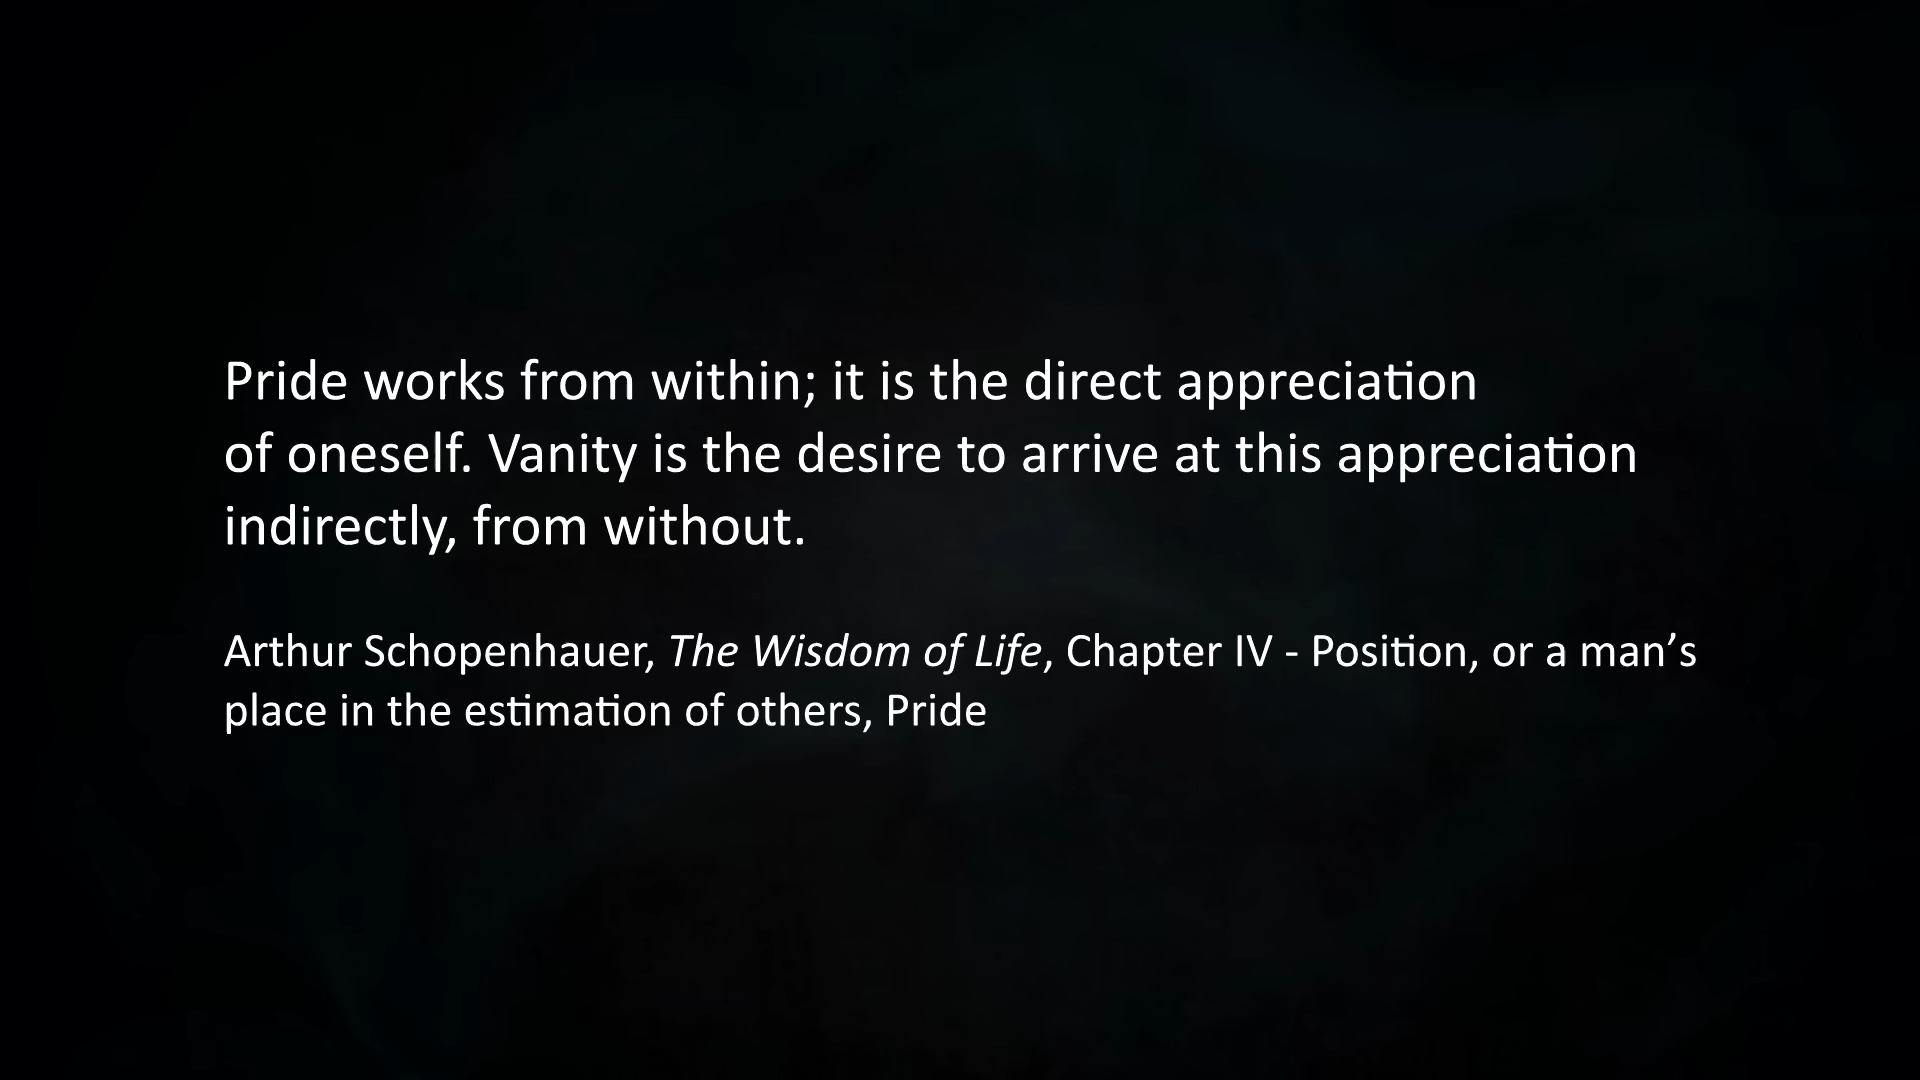 Pride works from within; it is the direct appreciation
of oneself. Vanity is the desire to arrive at this appreciation
indirectly, from without.
Arthur Schopenhauer, The Wisdom of Life, Chapter IV - Position, or a man’s
place in the estimation of others, Pride